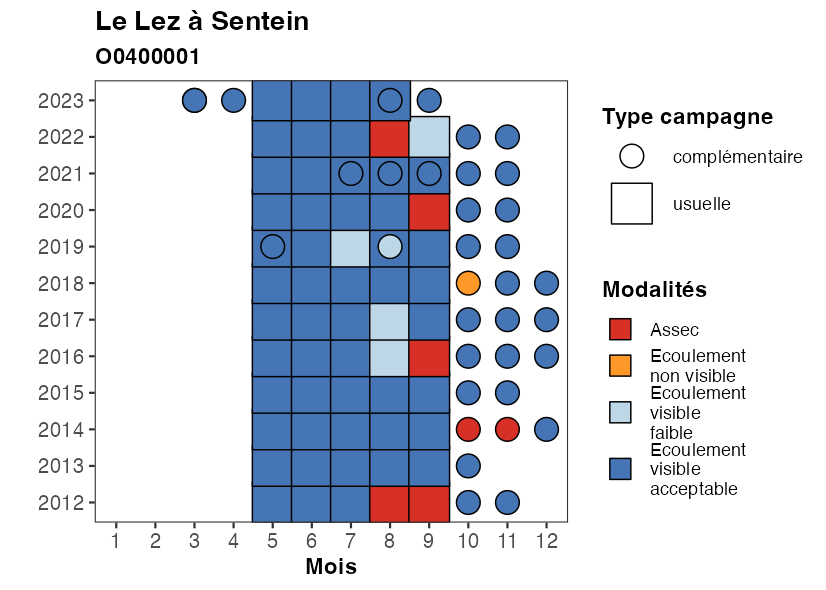 Le Lez à Sentein
O0400001
2023
2022
2021
2020
2019
2018
2017
2016
2015
2014
2013
2012
1 2 3 4 5 6 7 8 9 10 11 12
Mois
Type campagne
complémentaire
usuelle
Modalités
Assec
Ecoulement
non visible
Ecoulement
visible
faible
Ecoulement
visible
acceptable